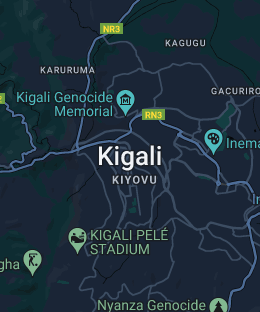 NR3
KAGUGU
KARURUMA
GACURIRO
Kigali Genocide
Memorial
RN3
Inema
Kigali
KIYOVU
KIGALI PELÉ
STADIUM
gha
Nyanza Genocide